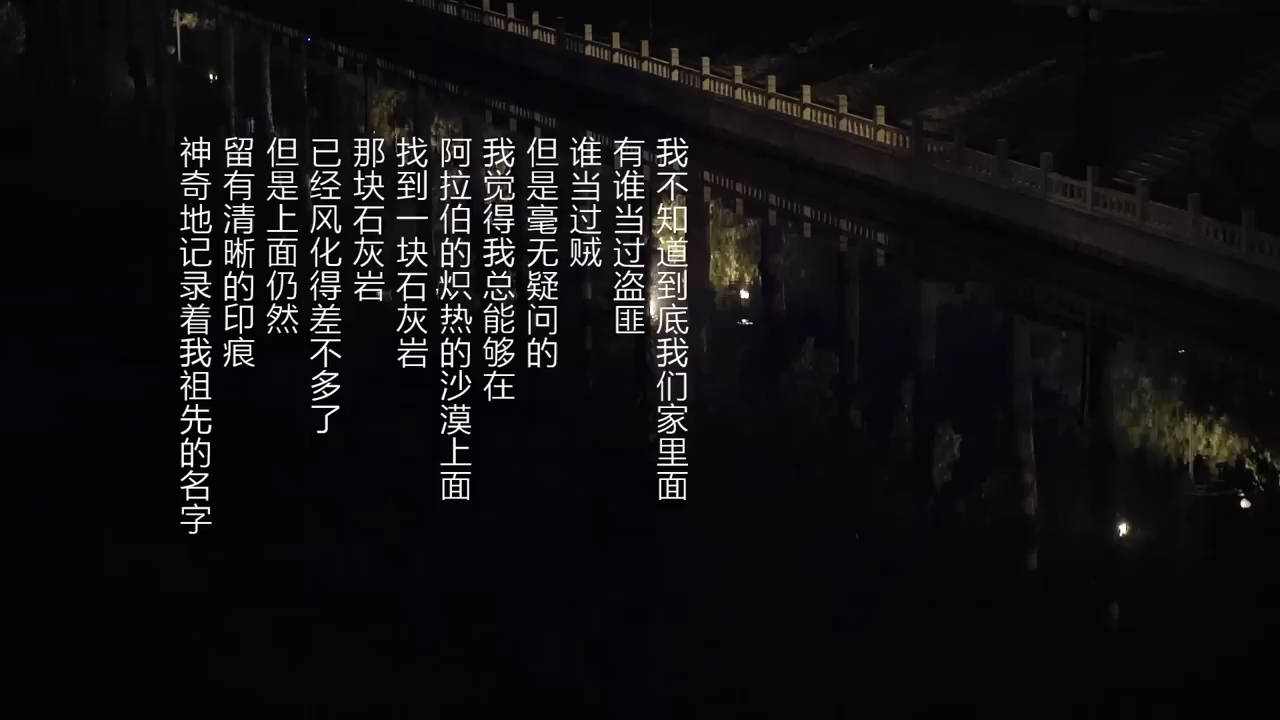 我不知道到底我们家里面
有谁当过盗匪
谁当过贼
但是毫无疑问的
我觉得我总能够在
阿拉伯的炽热的沙漠上面
找到一块石灰岩
那块石灰岩
已经风化得差不多了
但是上面仍然
留有清晰的印痕
神奇地记录着我祖先的名字